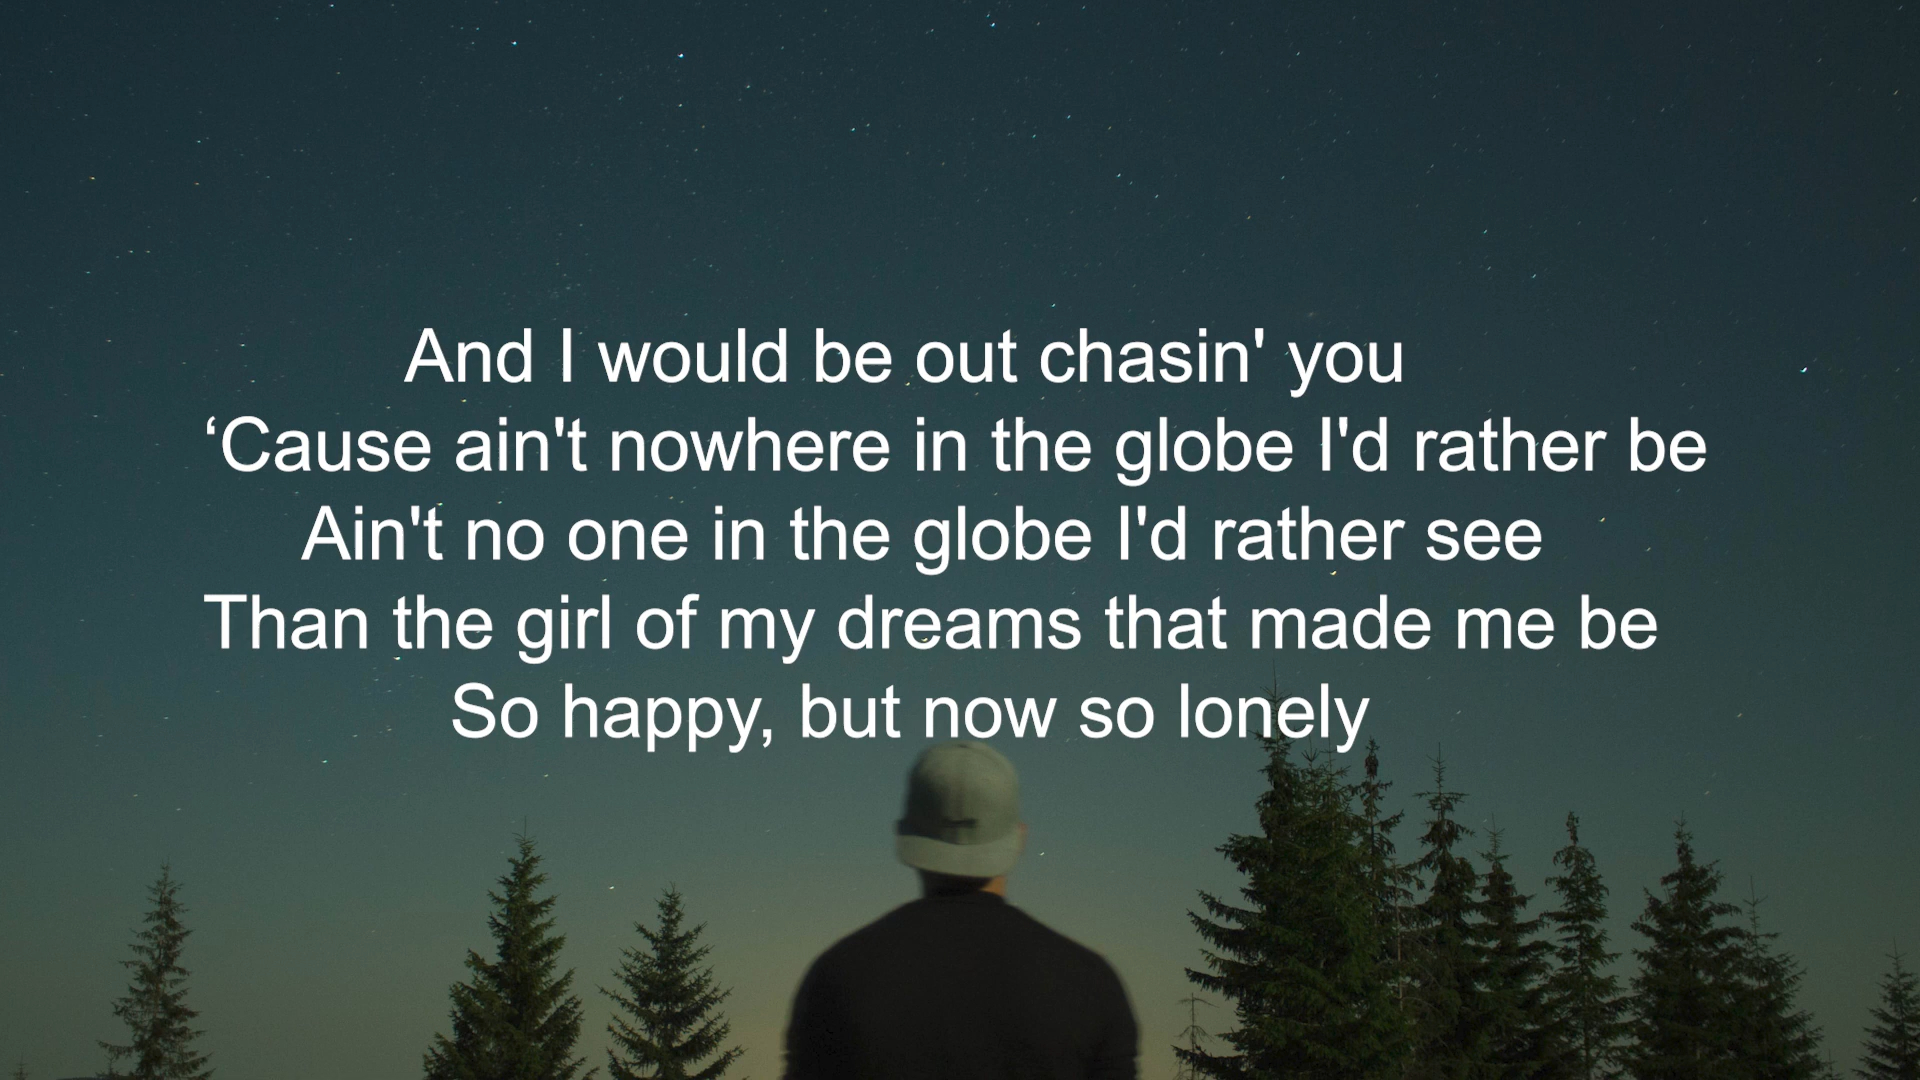 And I would be out chasin' you
‘Cause ain't nowhere in the globe I'd rather be
Ain't no one in the globe I'd rather see
Than the girl of my dreams that made me be
So happy, but now so lonely